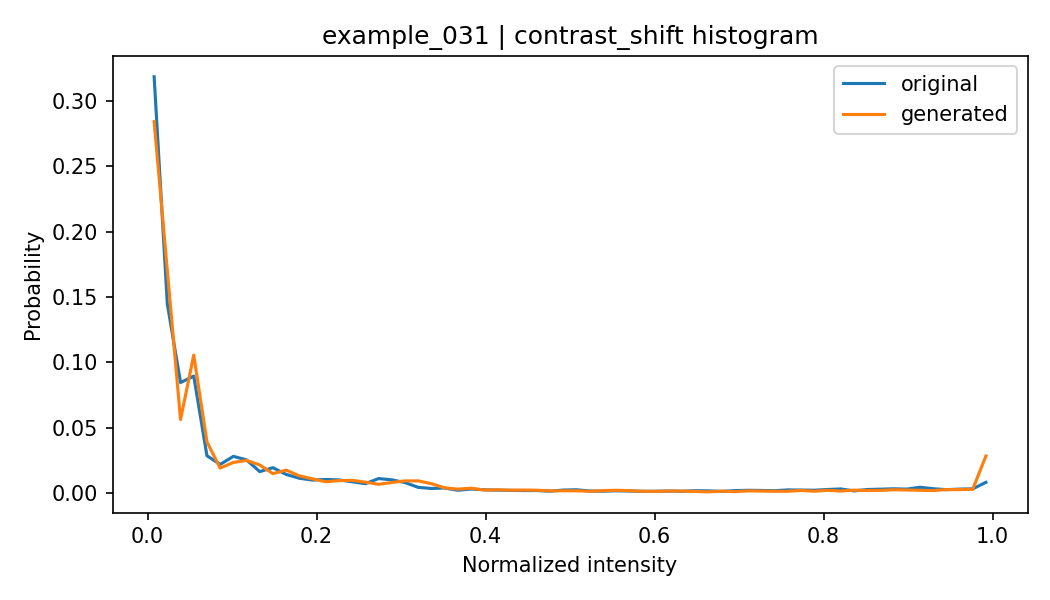 example_031 | contrast_shift histogram
original
generated
Probability
0.30
0.25
0.20
0.15
0.10
0.05
0.00
0.0 0.2 0.4 0.6 0.8 1.0
Normalized intensity